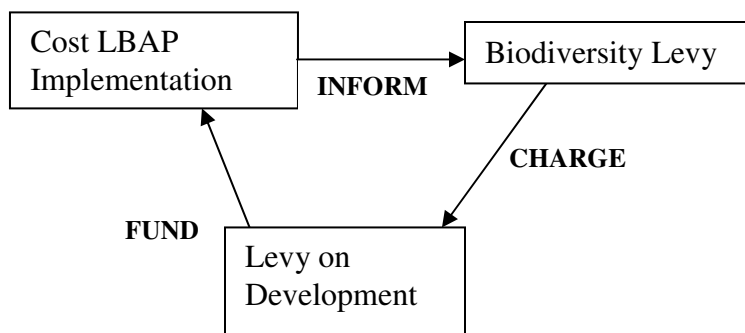 Cost LBAP
Implementation
INFORM
Biodiversity Levy
CHARGE
FUND
Levy on
Development